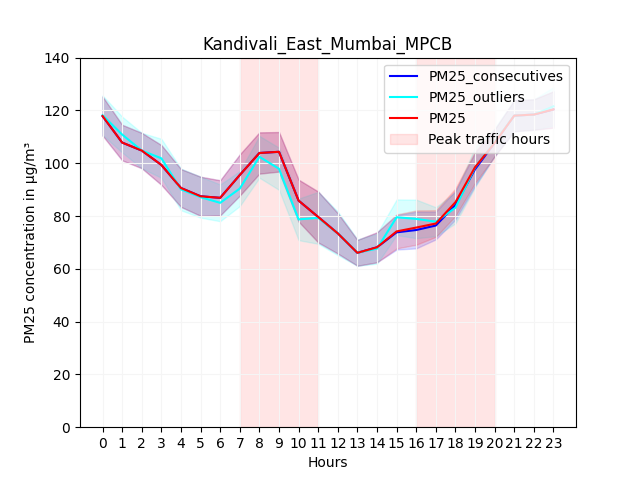 Kandivali_East_Mumbai_MPCB
PM25 concentration in µg/m³
140
120
100
80
60
40
20
0
PM25_consecutives
PM25_outliers
PM25
Peak traffic hours
0 1 2 3 4 5 6 7 8 9 10 11 12 13 14 15 16 17 18 19 20 21 22 23
Hours